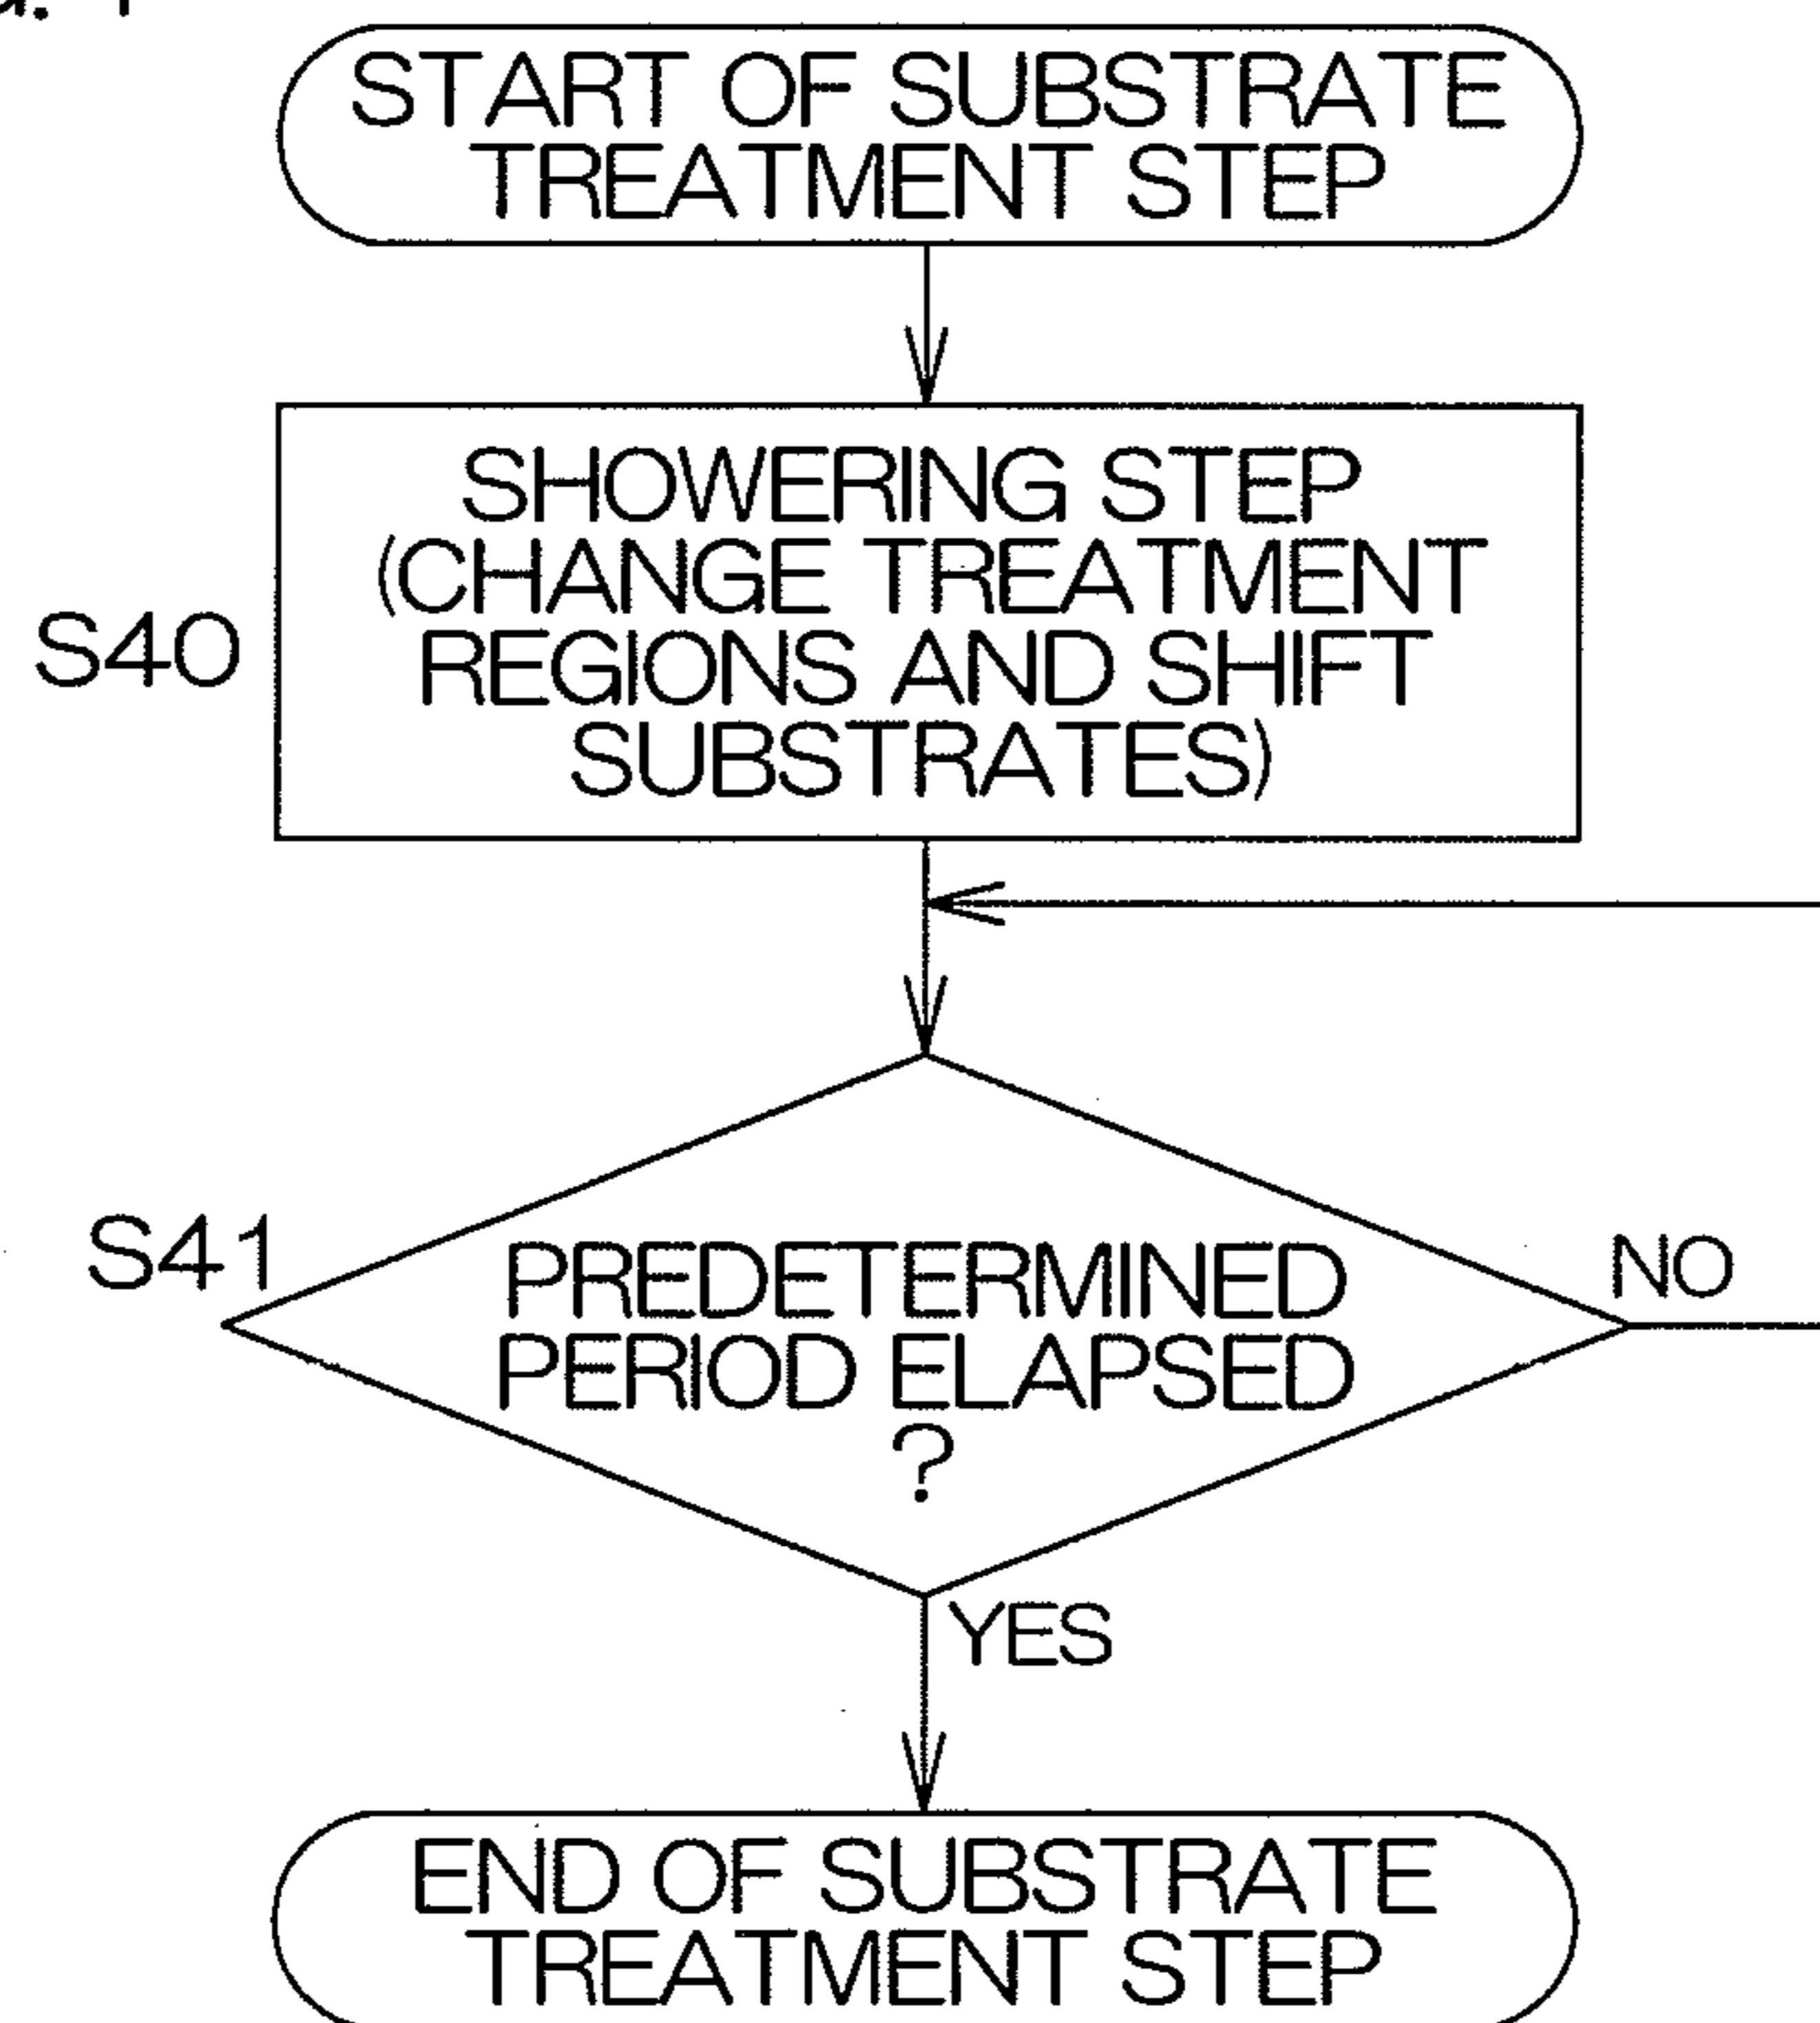 START OF SUBSTRATE
TREATMENT STEP
SHOWERING STEP
(CHANGE TREATMENT
REGIONS AND SHIFT
SUBSTRATES)
S40
S41
PREDETERMINED
PERIOD ELAPSED
?
NO
YES
END OF SUBSTRATE
TREATMENT STEP